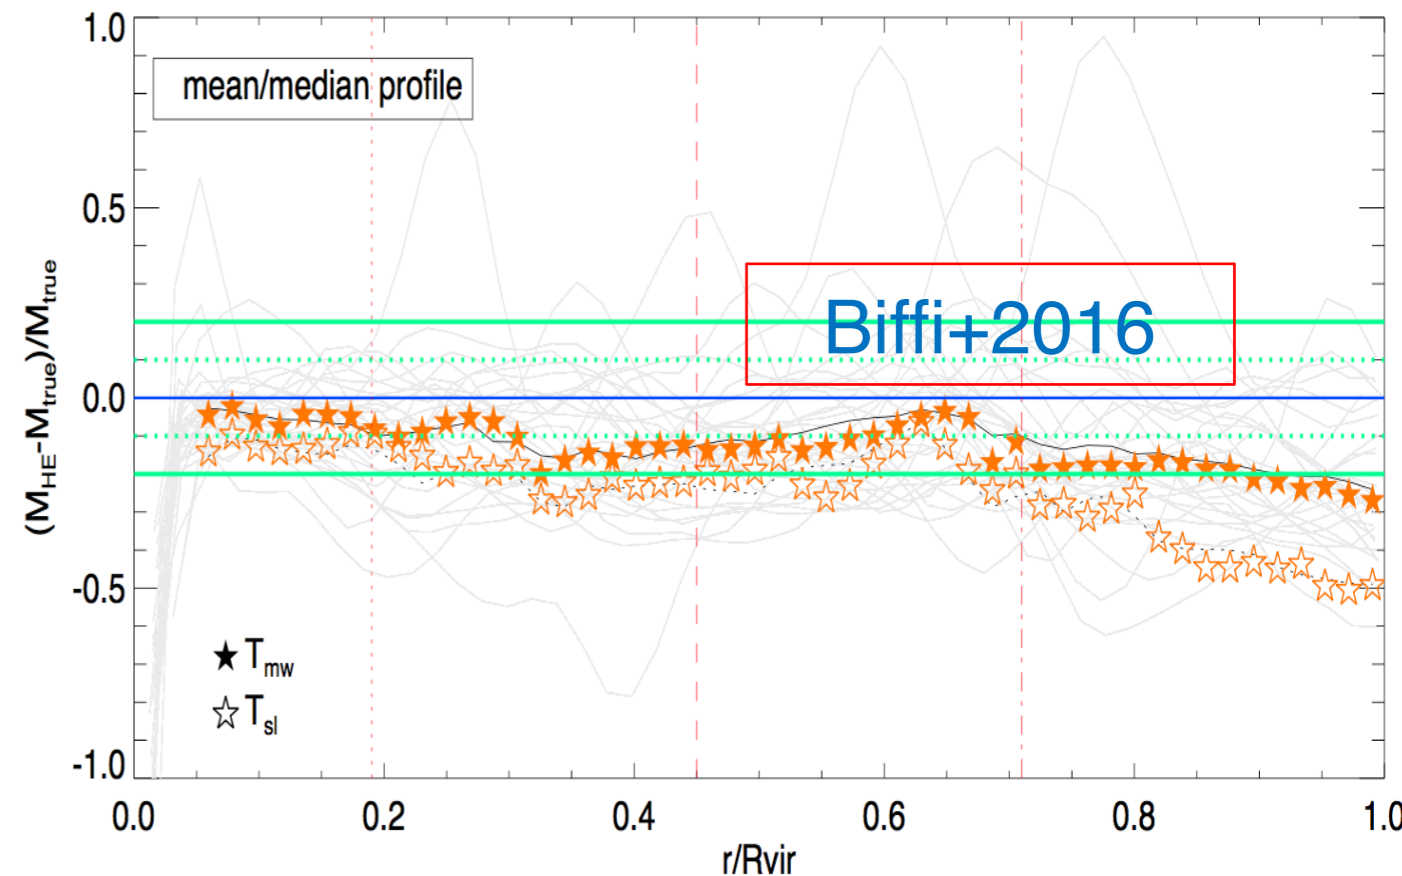 1.0
mean/median profile
0.5
Biffi+2016
0.0
-0.5
★ T_mw
☆ T_sl
-1.0
0.0 0.2 0.4 0.6 0.8 1.0
r/Rvir
(M_HE-M_true)/M_true